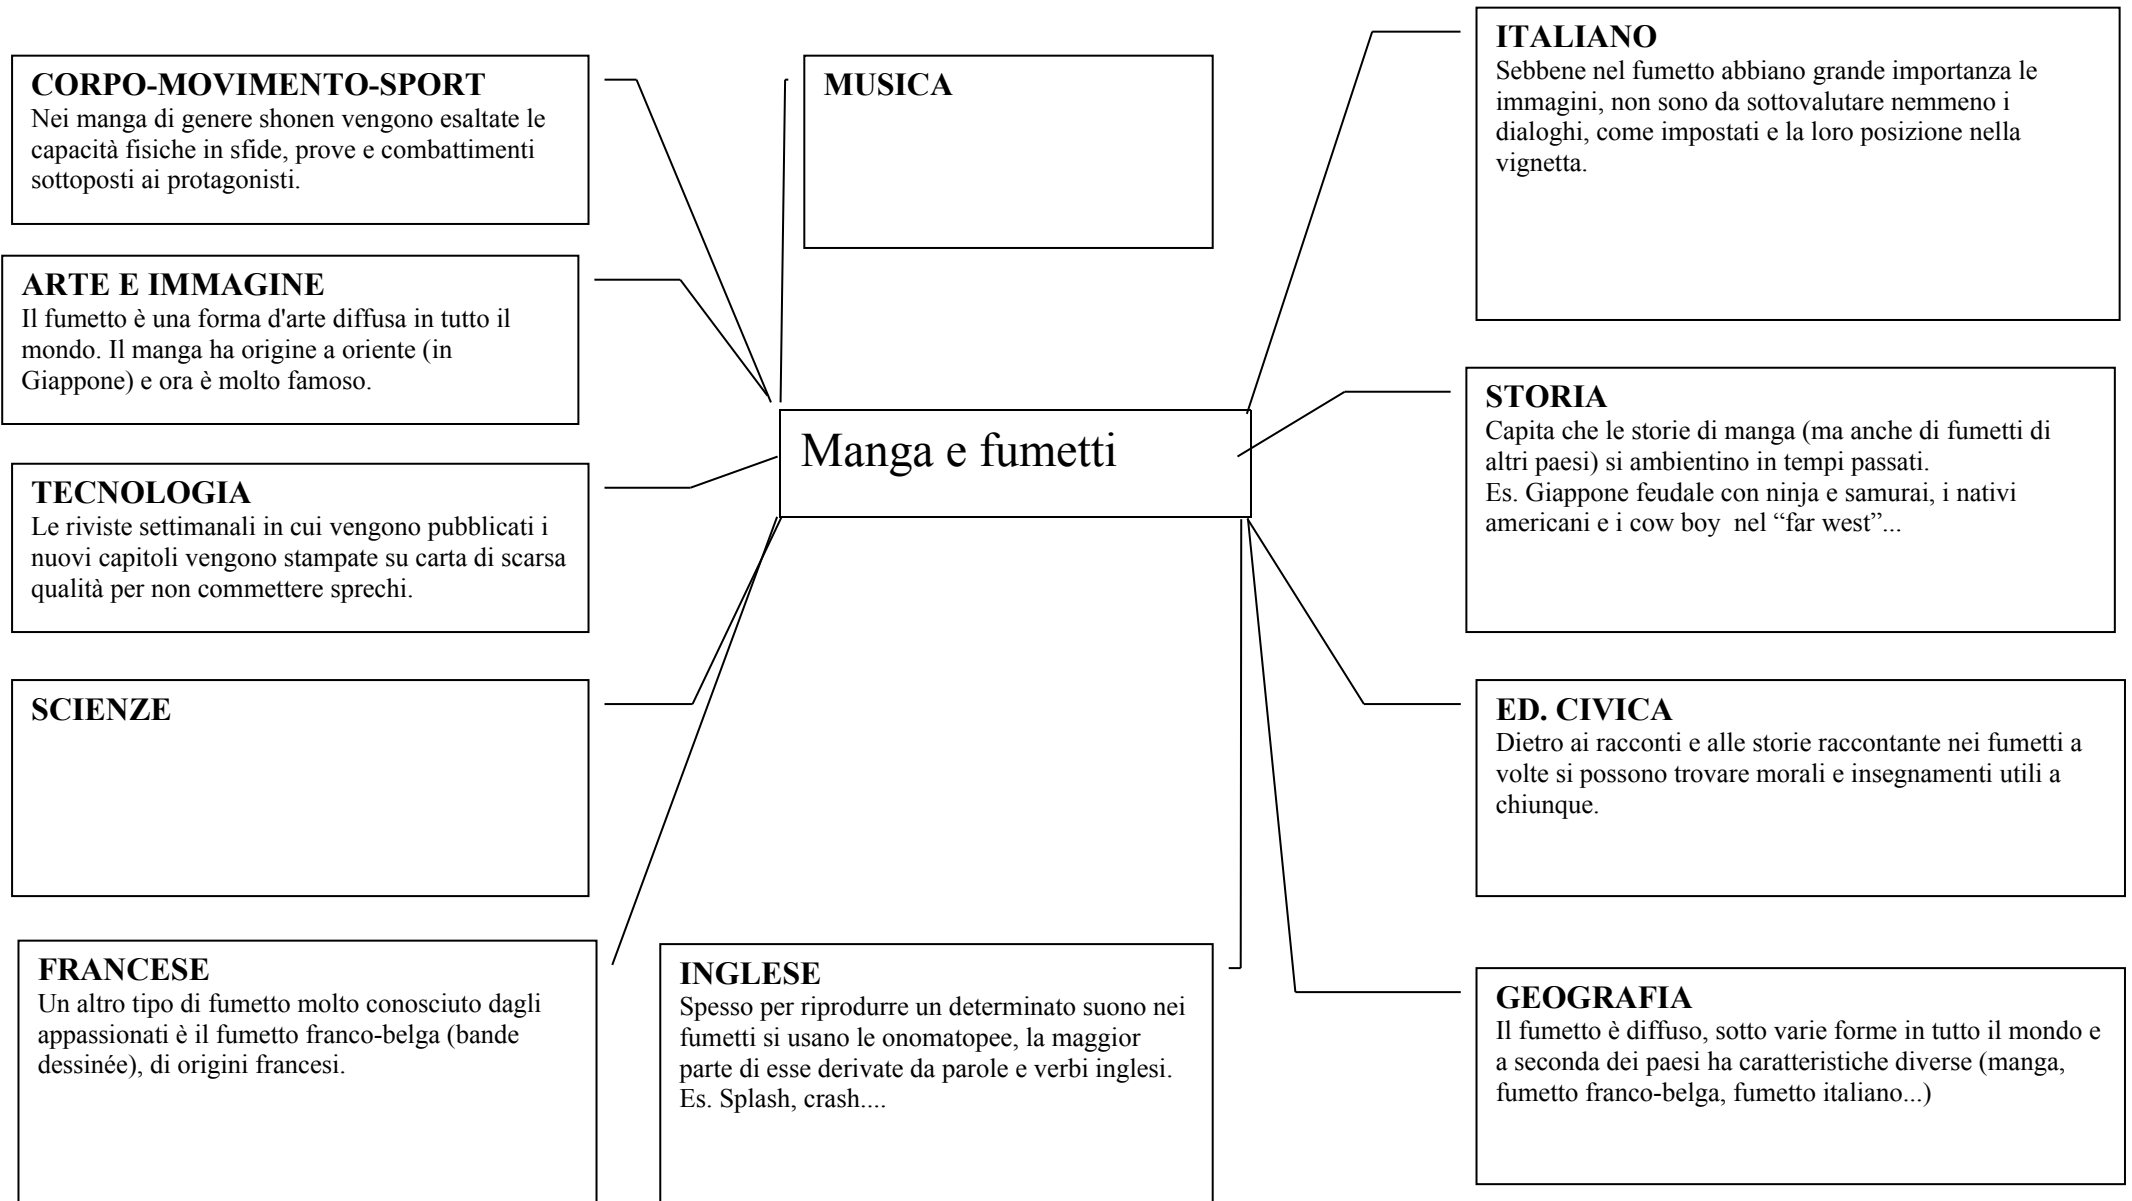 CORPO-MOVIMENTO-SPORT
Nei manga di genere shonen vengono esaltate le
capacità fisiche in sfide, prove e combattimenti
sottoposti ai protagonisti.
MUSICA
ITALIANO
Sebbene nel fumetto abbiano grande importanza le
immagini, non sono da sottovalutare nemmeno i
dialoghi, come impostati e la loro posizione nella
vignetta.
ARTE E IMMAGINE
Il fumetto è una forma d'arte diffusa in tutto il
mondo. Il manga ha origine a oriente (in
Giappone) e ora è molto famoso.
Manga e fumetti
STORIA
Capita che le storie di manga (ma anche di fumetti di
altri paesi) si ambientino in tempi passati.
Es. Giappone feudale con ninja e samurai, i nativi
americani e i cow boy  nel “far west”...
TECNOLOGIA
Le riviste settimanali in cui vengono pubblicati i
nuovi capitoli vengono stampate su carta di scarsa
qualità per non commettere sprechi.
SCIENZE
ED. CIVICA
Dietro ai racconti e alle storie raccontante nei fumetti a
volte si possono trovare morali e insegnamenti utili a
chiunque.
FRANCESE
Un altro tipo di fumetto molto conosciuto dagli
appassionati è il fumetto franco-belga (bande
dessinée), di origini francesi.
INGLESE
Spesso per riprodurre un determinato suono nei
fumetti si usano le onomatopee, la maggior
parte di esse derivate da parole e verbi inglesi.
Es. Splash, crash....
GEOGRAFIA
Il fumetto è diffuso, sotto varie forme in tutto il mondo e
a seconda dei paesi ha caratteristiche diverse (manga,
fumetto franco-belga, fumetto italiano...)